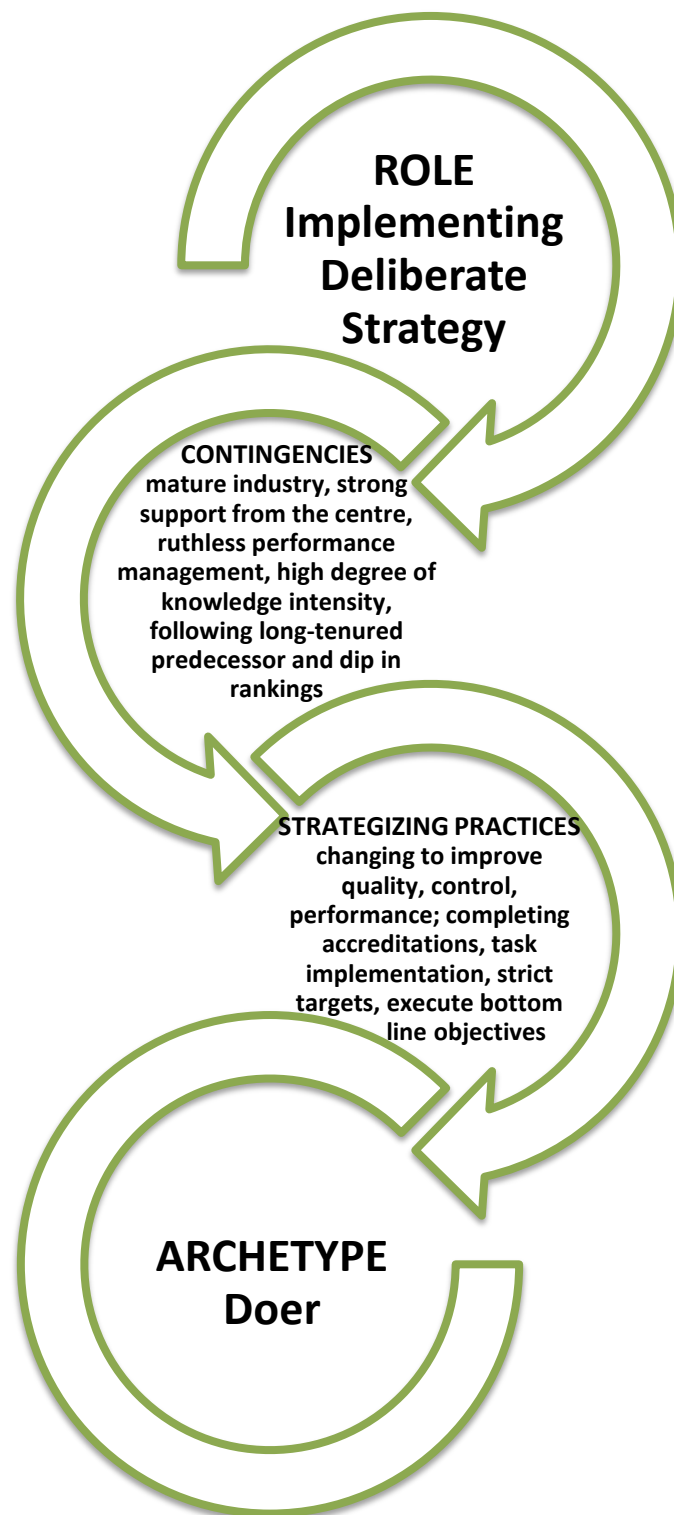 ROLE
Implementing
Deliberate
Strategy
CONTINGENCIES
mature industry, strong
support from the centre,
ruthless performance
management, high degree of
knowledge intensity,
following long-tenured
predecessor and dip in
rankings
STRATEGIZING PRACTICES
changing to improve
quality, control,
performance; completing
accreditations, task
implementation, strict
targets, execute bottom
line objectives
ARCHETYPE
Doer